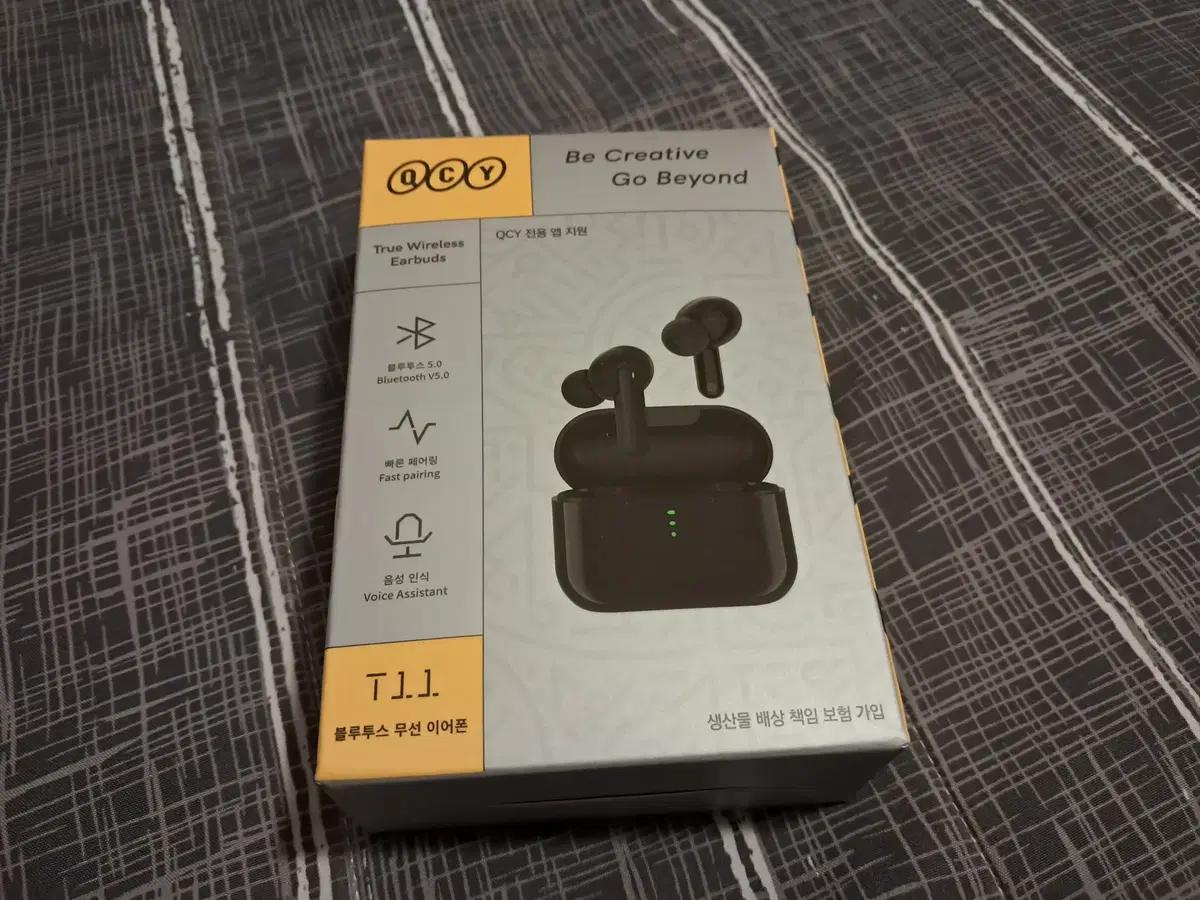 QCY
Be Creative
Go Beyond
True Wireless
Earbuds
QCY 전용 앱 지원
블루투스 5.0
Bluetooth V5.0
빠른 페어링
Fast pairing
음성 인식
Voice Assistant
T11
블루투스 무선 이어폰
생산물 배상 책임 보험 가입